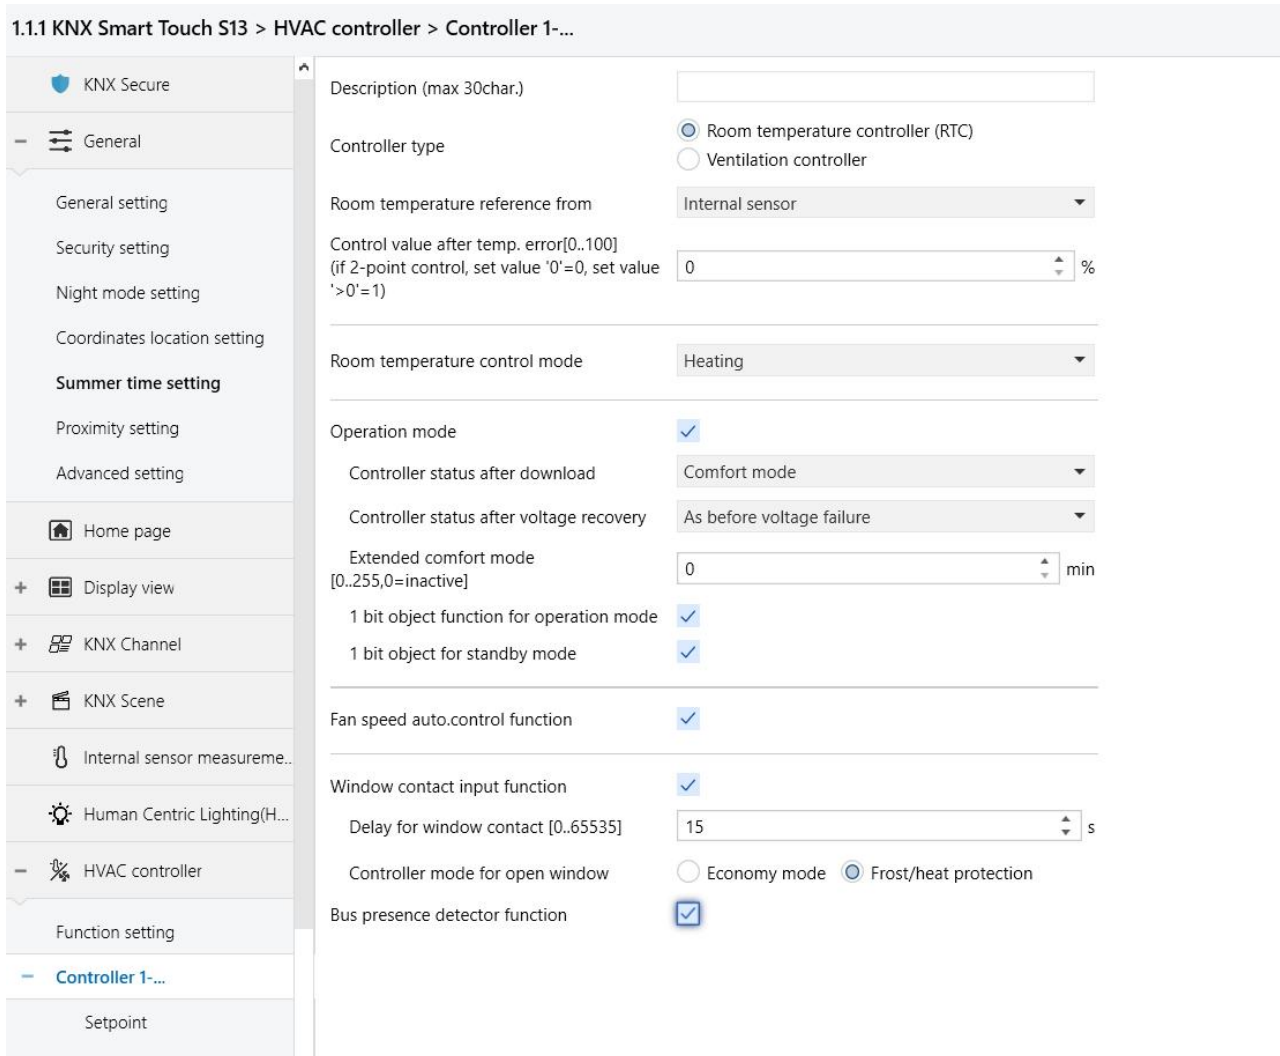 1.1.1 KNX Smart Touch S13 > HVAC controller > Controller 1-...
KNX Secure
General
General setting
Security setting
Night mode setting
Coordinates location setting
Summer time setting
Proximity setting
Advanced setting
Home page
Display view
KNX Channel
KNX Scene
Internal sensor measureme..
Human Centric Lighting(H...
HVAC controller
Function setting
Controller 1-...
Setpoint
Description (max 30char.)
Controller type
Room temperature controller (RTC)
Ventilation controller
Room temperature reference from
Internal sensor
Control value after temp. error[0..100]
(if 2-point control, set value '0'=0, set value
'>0'=1)
0 %
Room temperature control mode
Heating
Operation mode
Controller status after download
Comfort mode
Controller status after voltage recovery
As before voltage failure
Extended comfort mode
[0..255,0=inactive]
0 min
1 bit object function for operation mode
1 bit object for standby mode
Fan speed auto.control function
Window contact input function
Delay for window contact [0..65535]
15 s
Controller mode for open window
Economy mode Frost/heat protection
Bus presence detector function